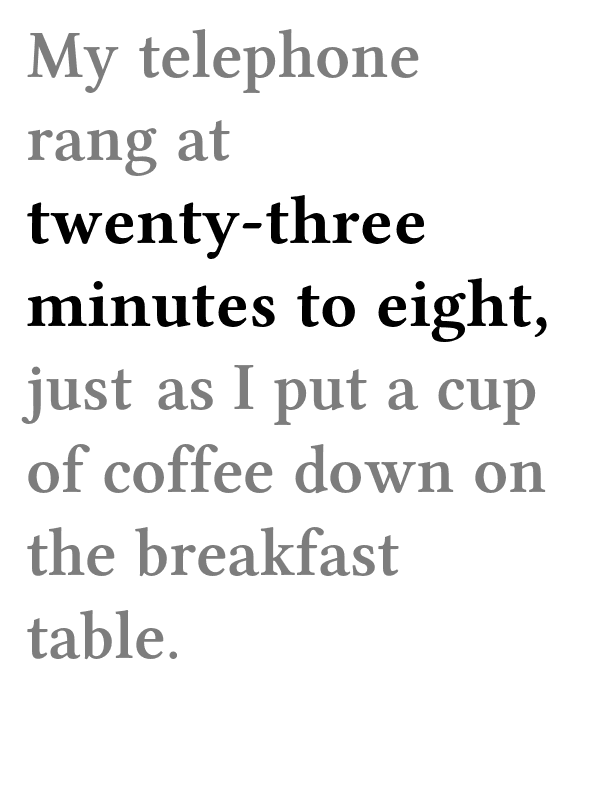 My telephone
rang at
twenty-three
minutes to eight,
just as I put a cup
of coffee down on
the breakfast
table.